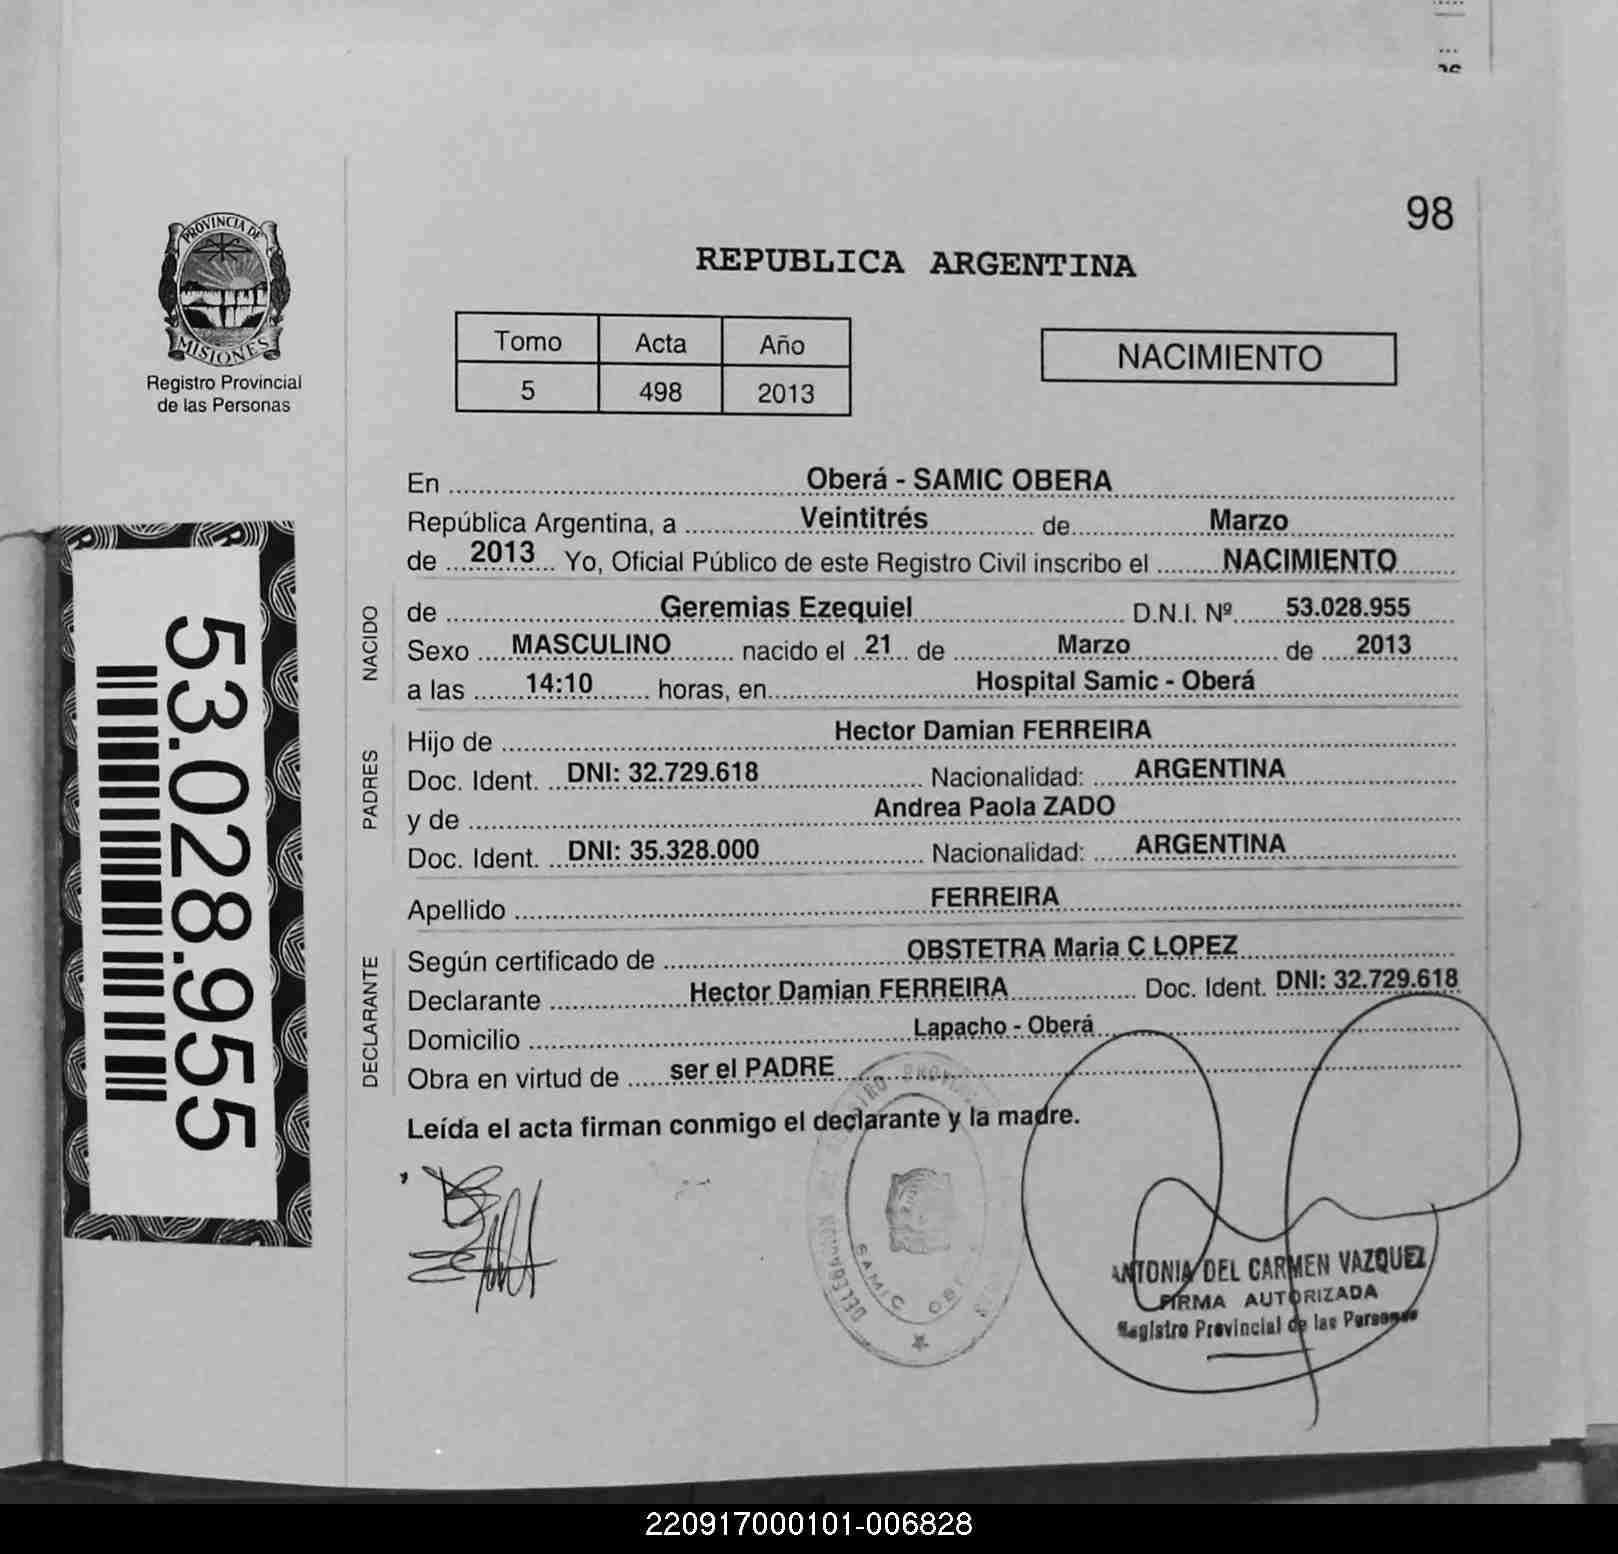 98
REPUBLICA ARGENTINA
PROVINCIA DE
MISIONES
Registro Provincial
de las Personas
Tomo Acta Año
5 498 2013
NACIMIENTO
En Oberá - SAMIC OBERA
República Argentina, a Veintitrés de Marzo
de 2013 Yo, Oficial Público de este Registro Civil inscribo el NACIMIENTO
NACIDO
de Geremias Ezequiel D.N.I. Nº 53.028.955
Sexo MASCULINO nacido el 21 de Marzo de 2013
a las 14:10 horas, en Hospital Samic - Oberá
PADRES
Hijo de Hector Damian FERREIRA
Doc. Ident. DNI: 32.729.618 Nacionalidad: ARGENTINA
y de Andrea Paola ZADO
Doc. Ident. DNI: 35.328.000 Nacionalidad: ARGENTINA
Apellido FERREIRA
DECLARANTE
Según certificado de OBSTETRA Maria C LOPEZ
Declarante Hector Damian FERREIRA Doc. Ident. DNI: 32.729.618
Domicilio Lapacho - Oberá
Obra en virtud de ser el PADRE
Leída el acta firman conmigo el declarante y la madre.
53.028.955
SAMIC
ANTONIA DEL CARMEN VAZQUEZ
FIRMA AUTORIZADA
Registro Provincial de las Personas
220917000101-006828